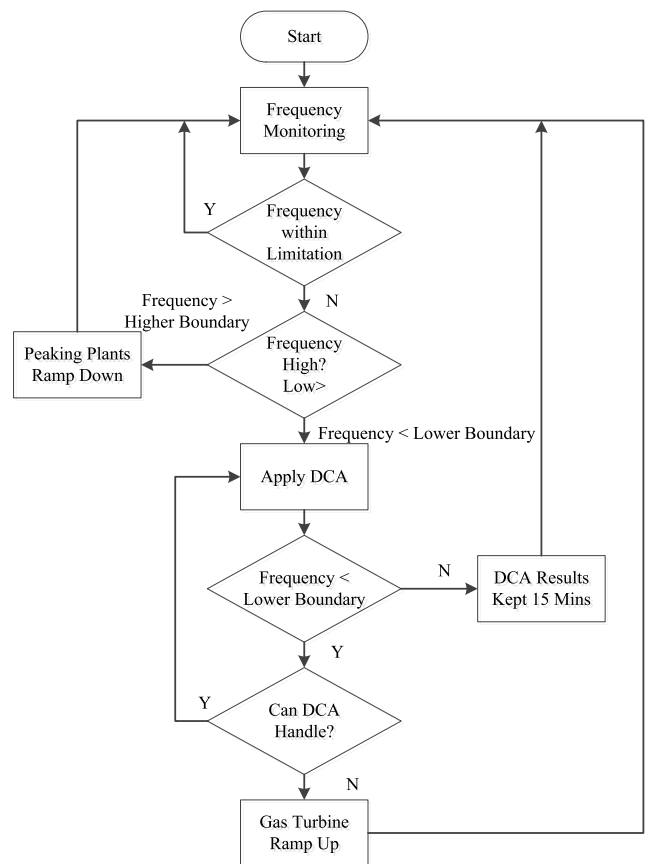 Start
Frequency
Monitoring
Y
Frequency
within
Limitation
N
Frequency >
Higher Boundary
Peaking Plants
Ramp Down
Frequency
High?
Low>
Frequency < Lower Boundary
Apply DCA
Frequency <
Lower Boundary
N
DCA Results
Kept 15 Mins
Y
Y
Can DCA
Handle?
N
Gas Turbine
Ramp Up